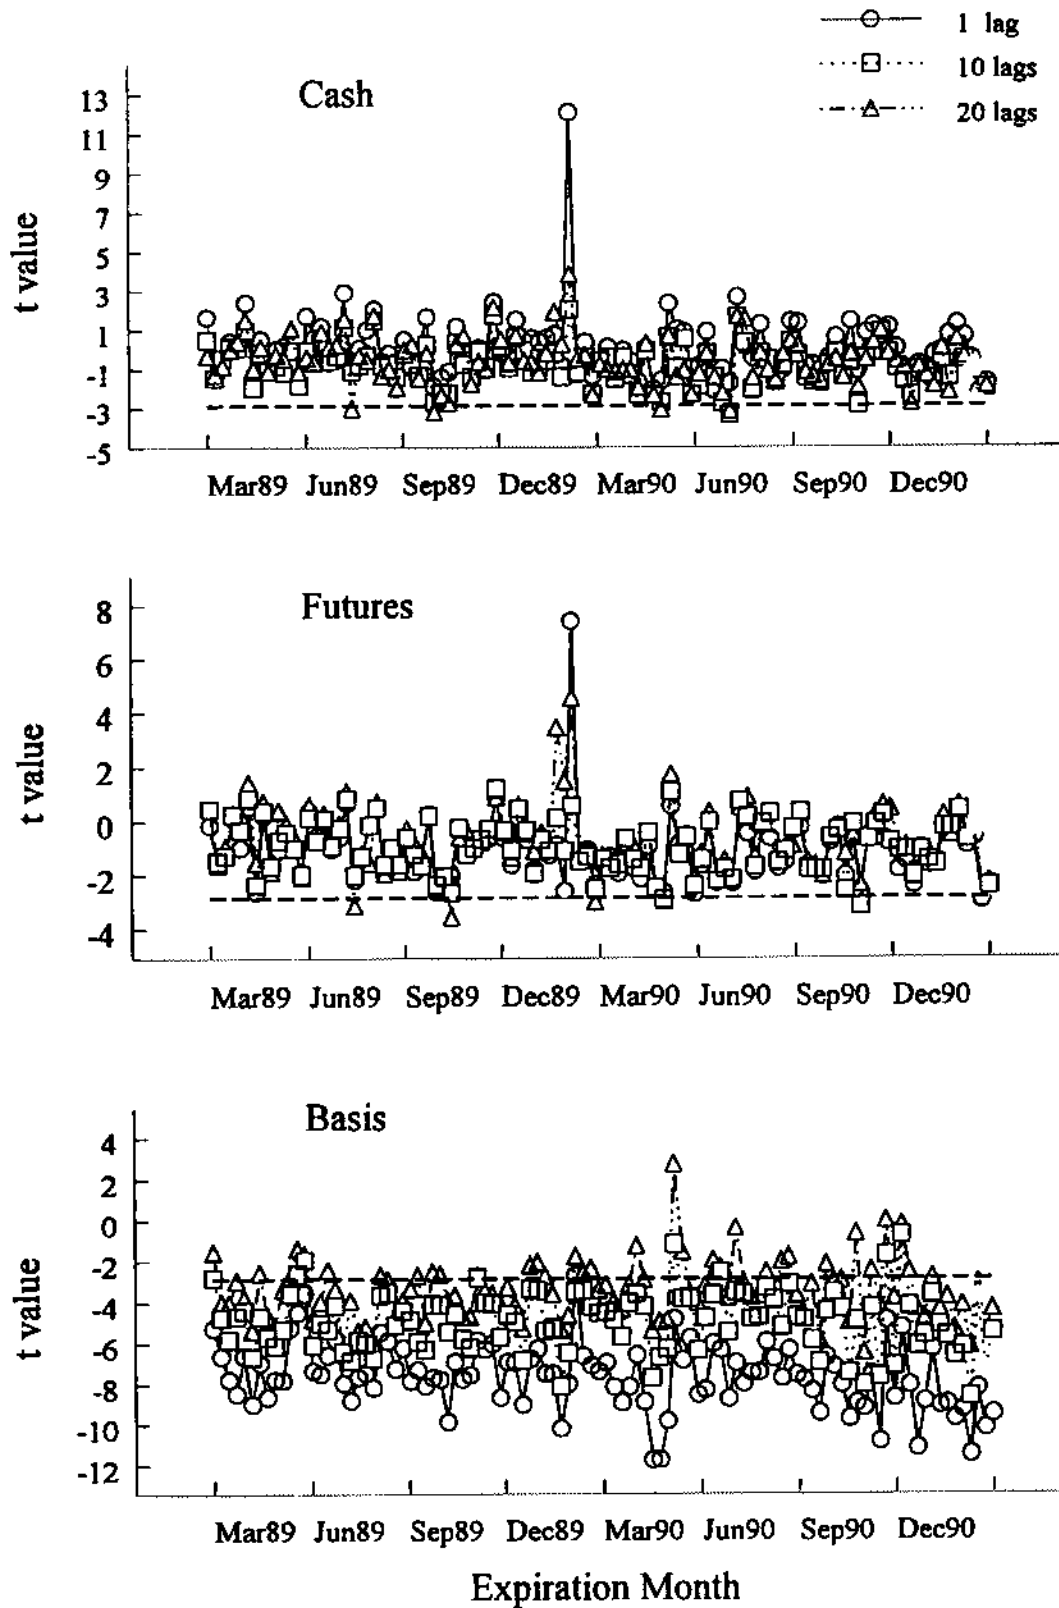 1 lag
10 lags
20 lags
Cash
13
11
9
7
5
3
1
-1
-3
-5
t value
Mar89 Jun89 Sep89 Dec89 Mar90 Jun90 Sep90 Dec90
Futures
8
6
4
2
0
-2
-4
t value
Mar89 Jun89 Sep89 Dec89 Mar90 Jun90 Sep90 Dec90
Basis
4
2
0
-2
-4
-6
-8
-10
-12
t value
Mar89 Jun89 Sep89 Dec89 Mar90 Jun90 Sep90 Dec90
Expiration Month